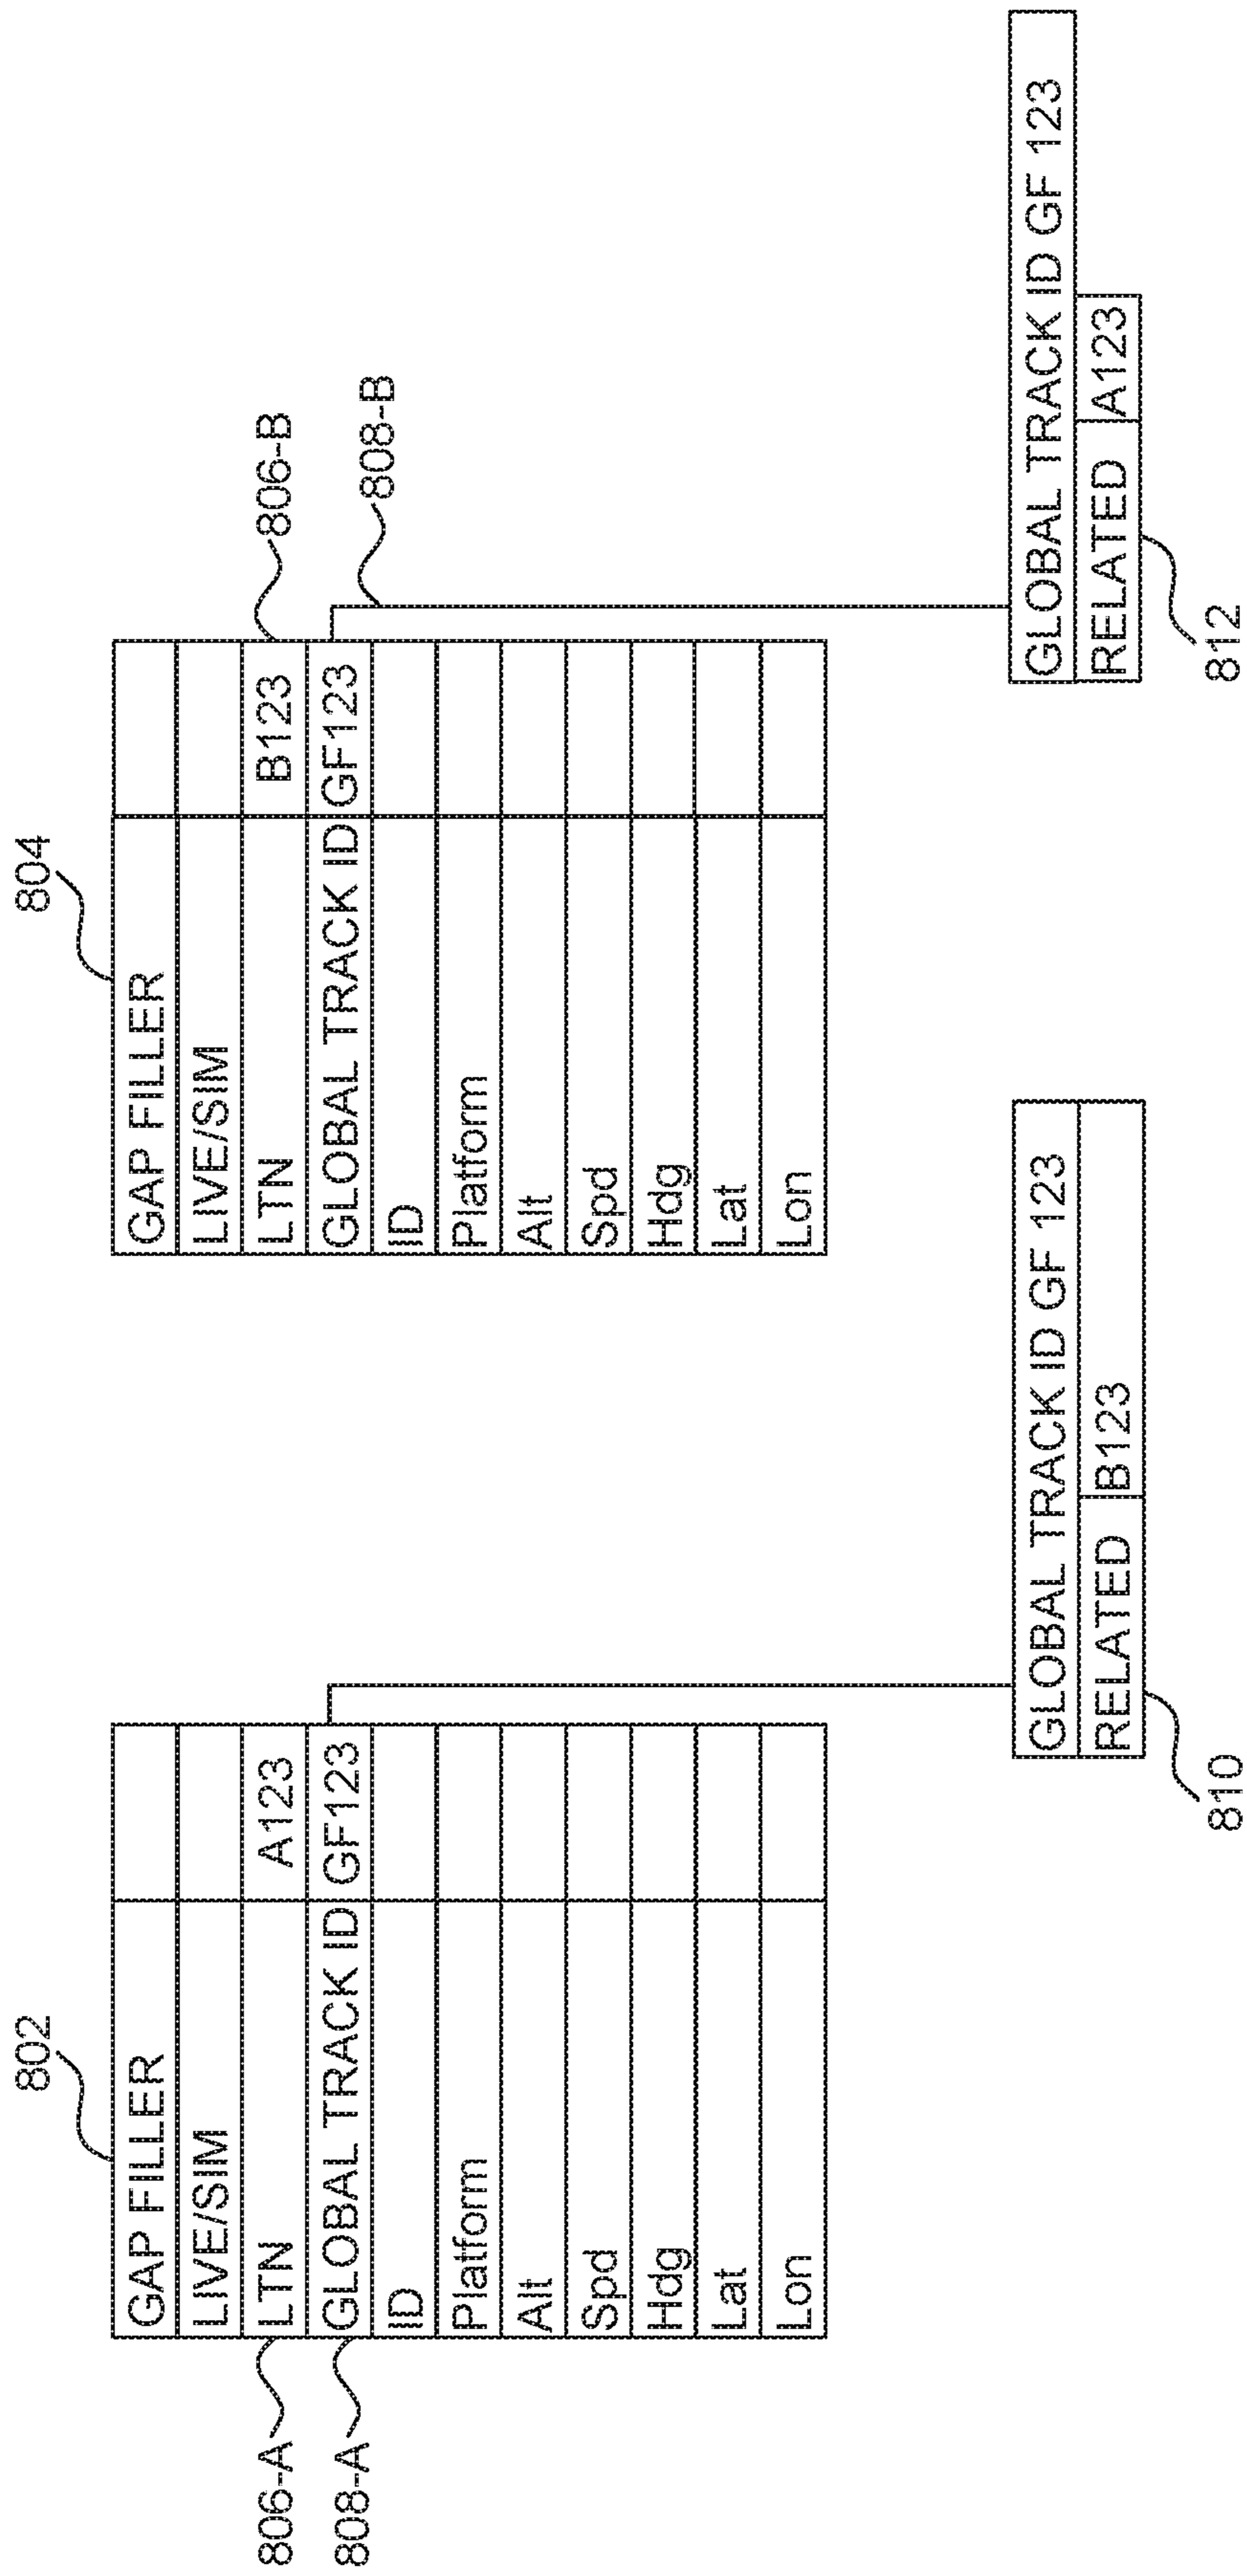 802
GAP FILLER
LIVE/SIM
806-A LTN A123
808-A GLOBAL TRACK ID GF123
ID
Platform
Alt
Spd
Hdg
Lat
Lon
GLOBAL TRACK ID GF 123
RELATED B123
810
804
GAP FILLER
LIVE/SIM
LTN B123 806-B
GLOBAL TRACK ID GF123
808-B
ID
Platform
Alt
Spd
Hdg
Lat
Lon
GLOBAL TRACK ID GF 123
RELATED A123
812